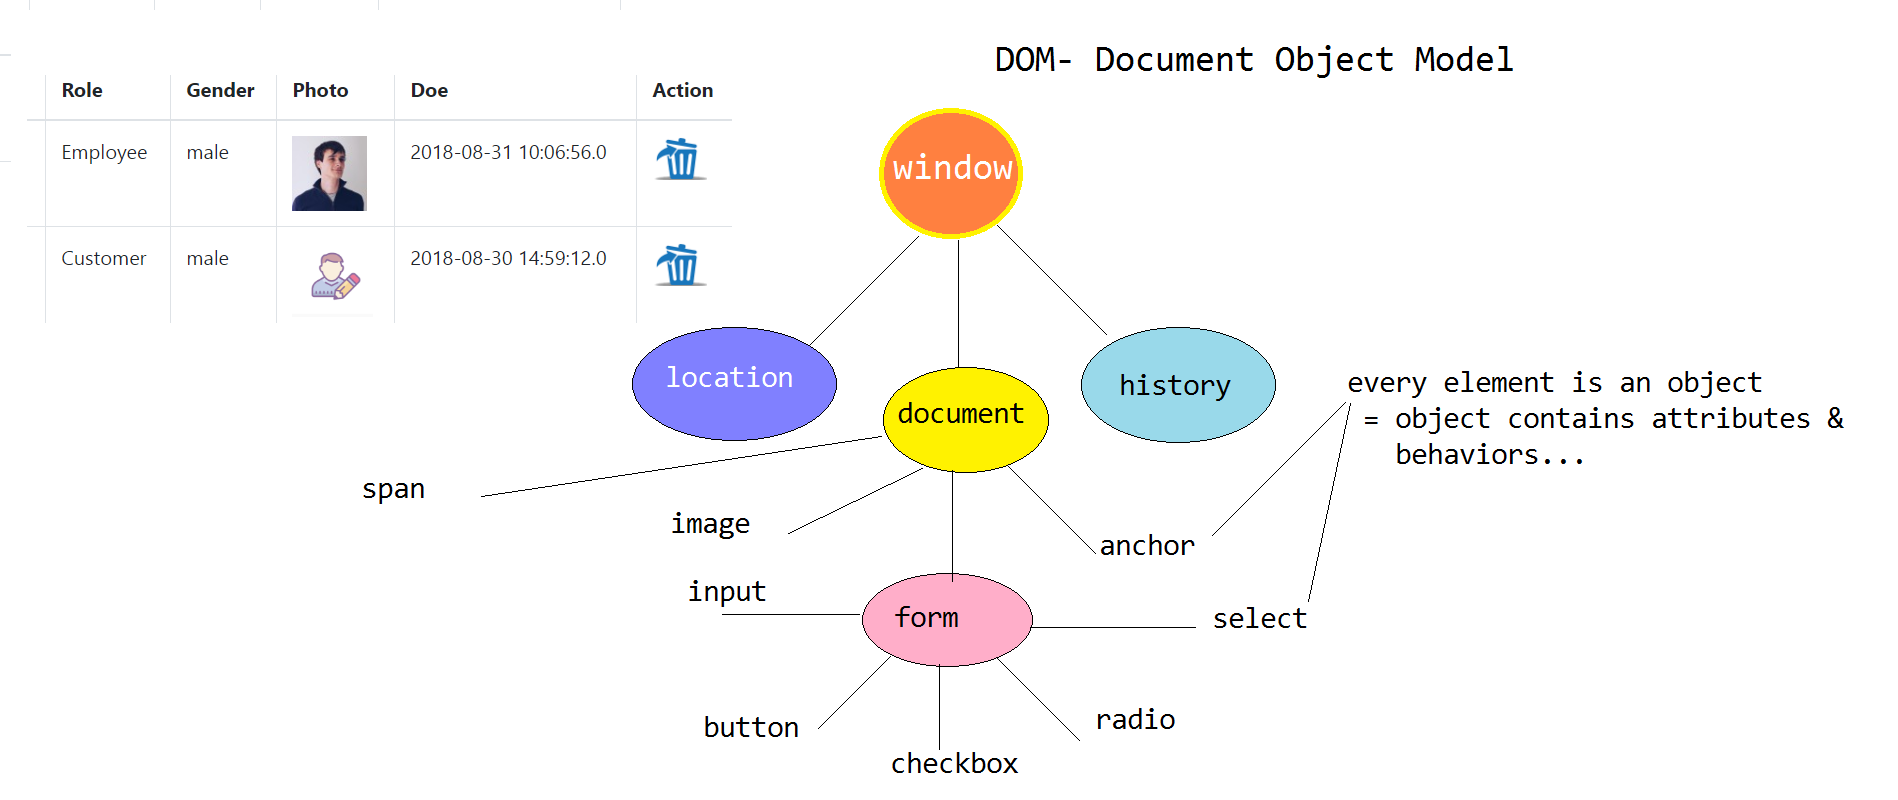 DOM- Document Object Model
Role Gender Photo Doe Action
Employee male 2018-08-31 10:06:56.0
Customer male 2018-08-30 14:59:12.0
window
location
document
history
every element is an object
= object contains attributes &
behaviors...
span
image
anchor
input
form
select
button
checkbox
radio